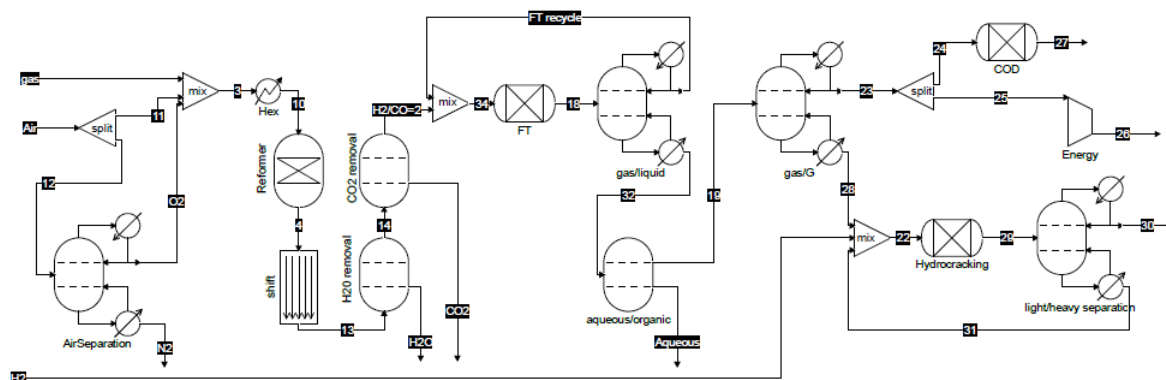 FT recycle
24
27
COD
gas
mix
3
10
Hex
H2/CO=2
mix
34
18
FT
23
split
25
Air
split
11
26
Energy
12
O2
Reformer
CO2 removal
gas/liquid
gas/G
19
28
32
4
14
mix
22
29
30
Hydrocracking
shift
H20 removal
CO2
aqueous/organic
light/heavy separation
13
31
AirSeparation
N2
H2O
Aqueous
H2